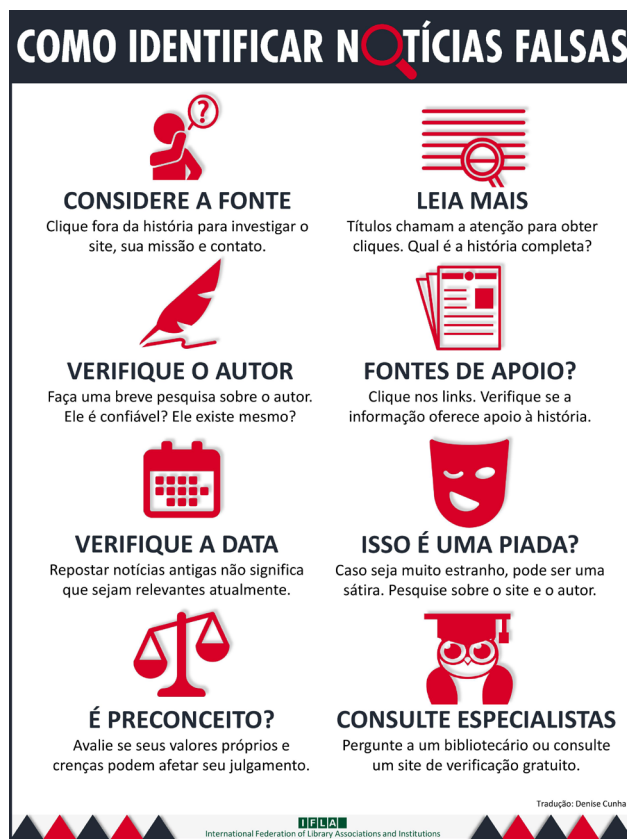 COMO IDENTIFICAR NOTÍCIAS FALSAS
?
CONSIDERE A FONTE
Clique fora da história para investigar o
site, sua missão e contato.
LEIA MAIS
Títulos chamam a atenção para obter
cliques. Qual é a história completa?
VERIFIQUE O AUTOR
Faça uma breve pesquisa sobre o autor.
Ele é confiável? Ele existe mesmo?
FONTES DE APOIO?
Clique nos links. Verifique se a
informação oferece apoio à história.
VERIFIQUE A DATA
Repostar notícias antigas não significa
que sejam relevantes atualmente.
ISSO É UMA PIADA?
Caso seja muito estranho, pode ser uma
sátira. Pesquise sobre o site e o autor.
É PRECONCEITO?
Avalie se seus valores próprios e
crenças podem afetar seu julgamento.
CONSULTE ESPECIALISTAS
Pergunte a um bibliotecário ou consulte
um site de verificação gratuito.
Tradução: Denise Cunha
IFLA
International Federation of Library Associations and Institutions